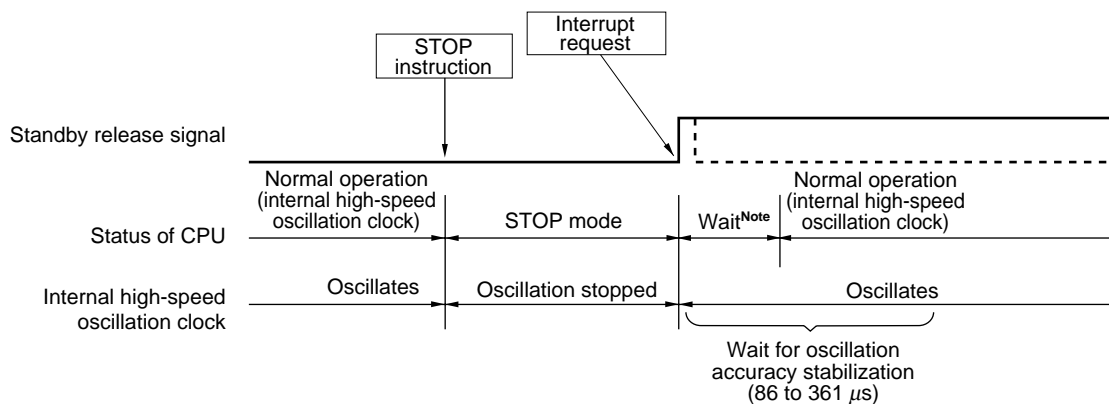 STOP
instruction
Interrupt
request
Standby release signal
Normal operation
(internal high-speed
oscillation clock)
Normal operation
(internal high-speed
oscillation clock)
Status of CPU
STOP mode
WaitNote
Internal high-speed
oscillation clock
Oscillates
Oscillation stopped
Oscillates
Wait for oscillation
accuracy stabilization
(86 to 361 μs)